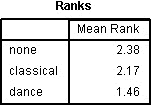 Ranks
Mean Rank
none 2.38
classical 2.17
dance 1.46